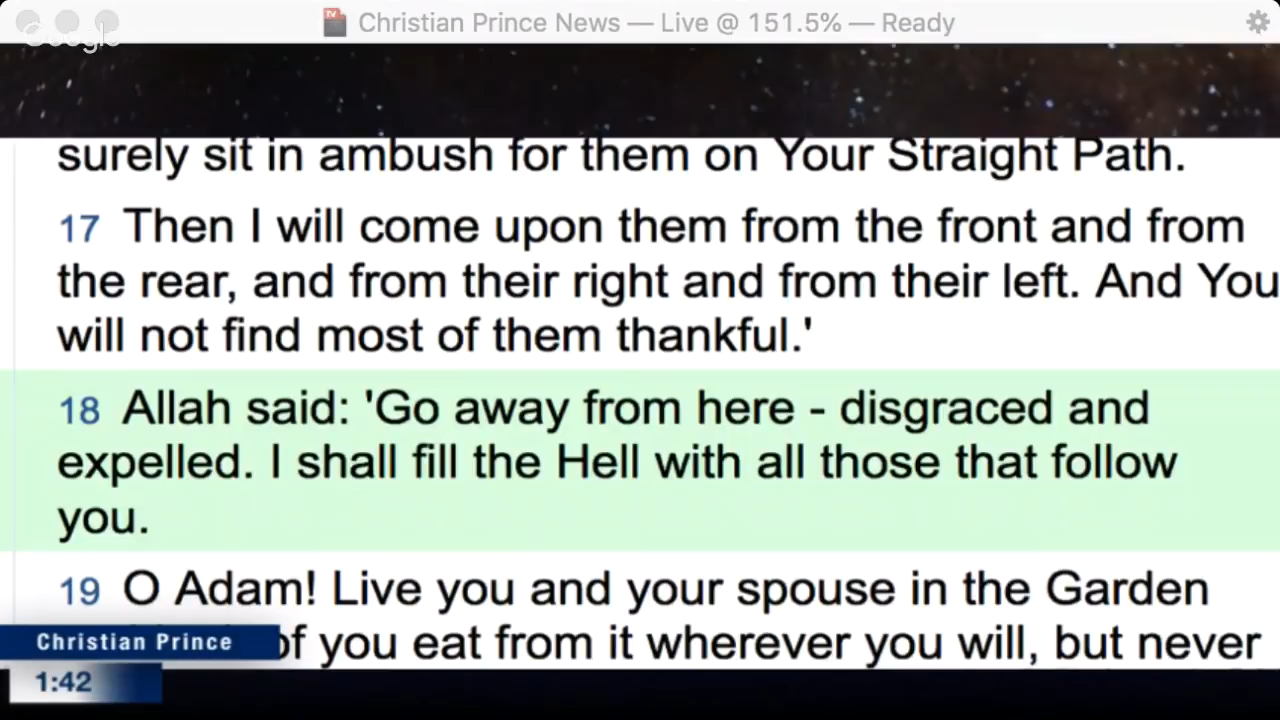 Christian Prince News — Live @ 151.5% — Ready
Google
surely sit in ambush for them on Your Straight Path.
17 Then I will come upon them from the front and from
the rear, and from their right and from their left. And You
will not find most of them thankful.'
18 Allah said: 'Go away from here - disgraced and
expelled. I shall fill the Hell with all those that follow
you.
19 O Adam! Live you and your spouse in the Garden
of you eat from it wherever you will, but never
Christian Prince
1:42